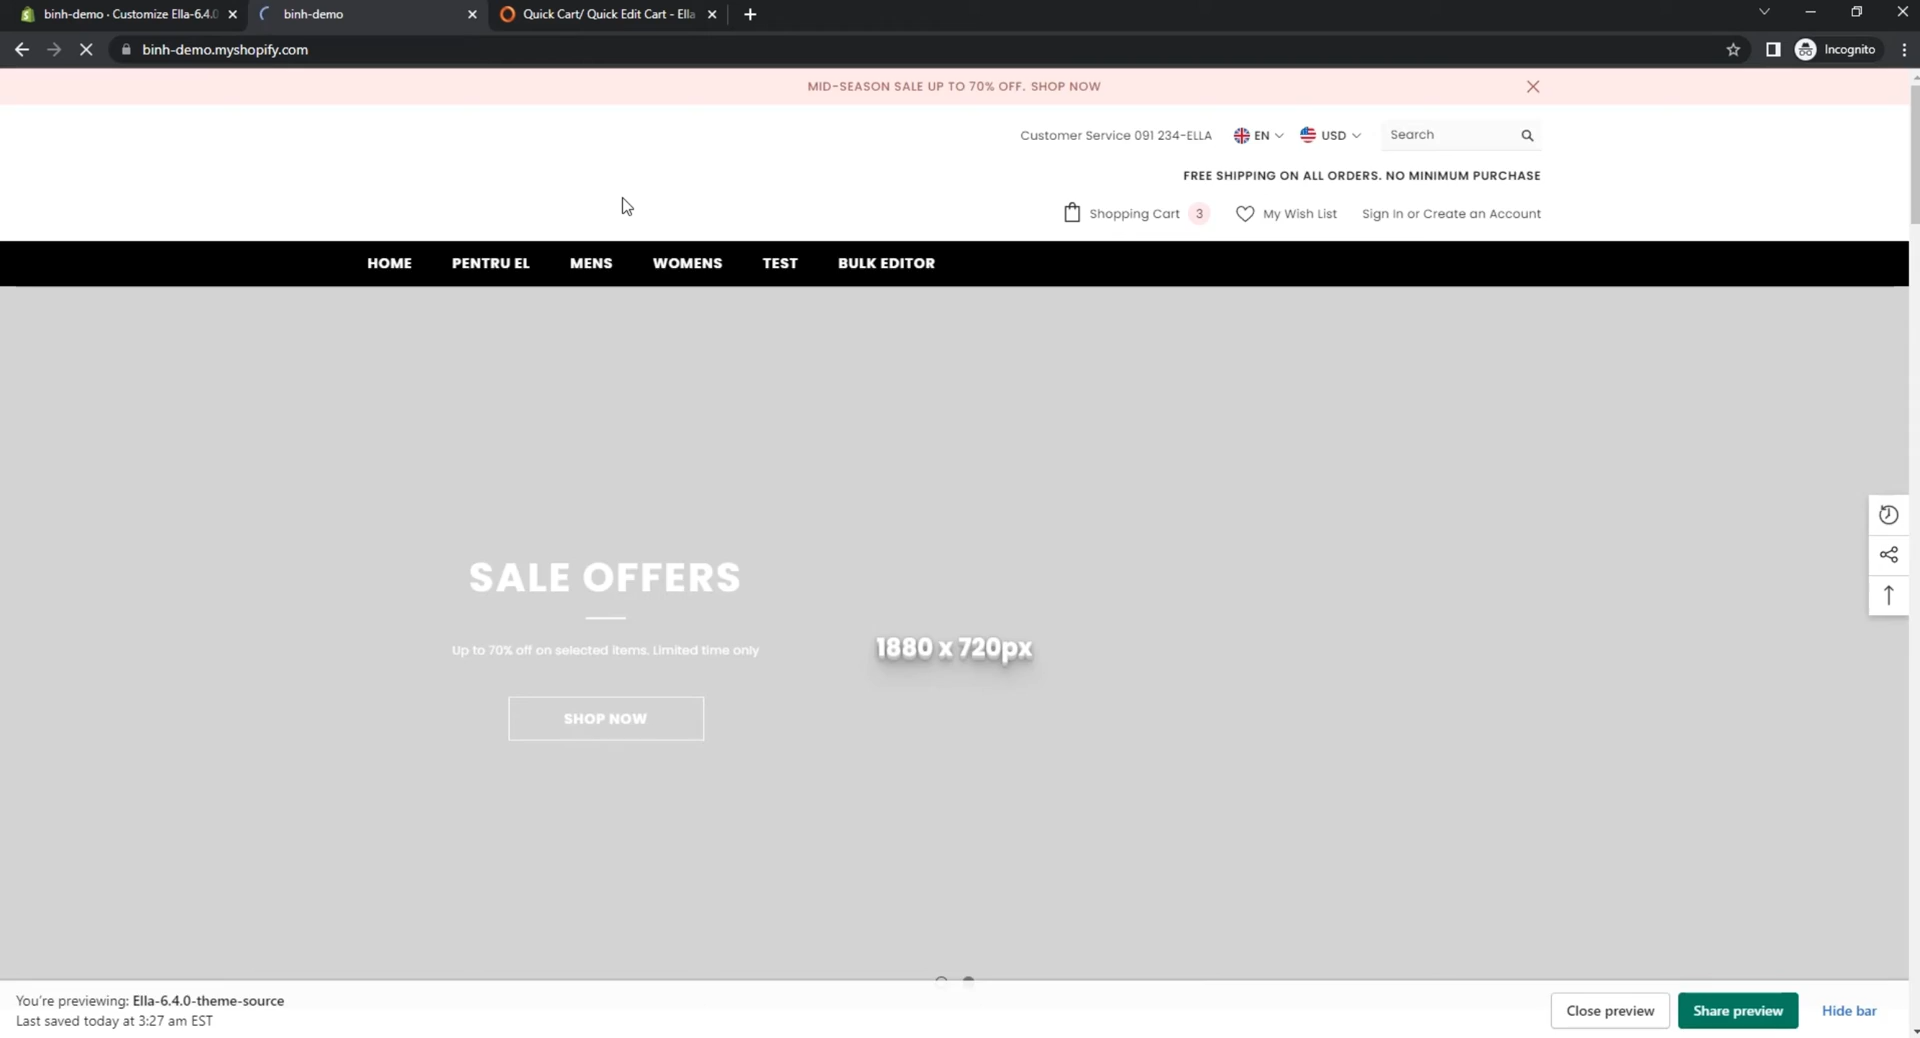 binh-demo · Customize Ella-6.4.0
binh-demo
Quick Cart/ Quick Edit Cart - Ella
binh-demo.myshopify.com
Incognito
MID-SEASON SALE UP TO 70% OFF. SHOP NOW
Customer Service 091 234-ELLA
EN
USD
Search
FREE SHIPPING ON ALL ORDERS. NO MINIMUM PURCHASE
Shopping Cart 3
My Wish List
Sign In or Create an Account
HOME PENTRU EL MENS WOMENS TEST BULK EDITOR
SALE OFFERS
Up to 70% off on selected items. Limited time only
1880 x 720px
SHOP NOW
You're previewing: Ella-6.4.0-theme-source
Last saved today at 3:27 am EST
Close preview
Share preview
Hide bar